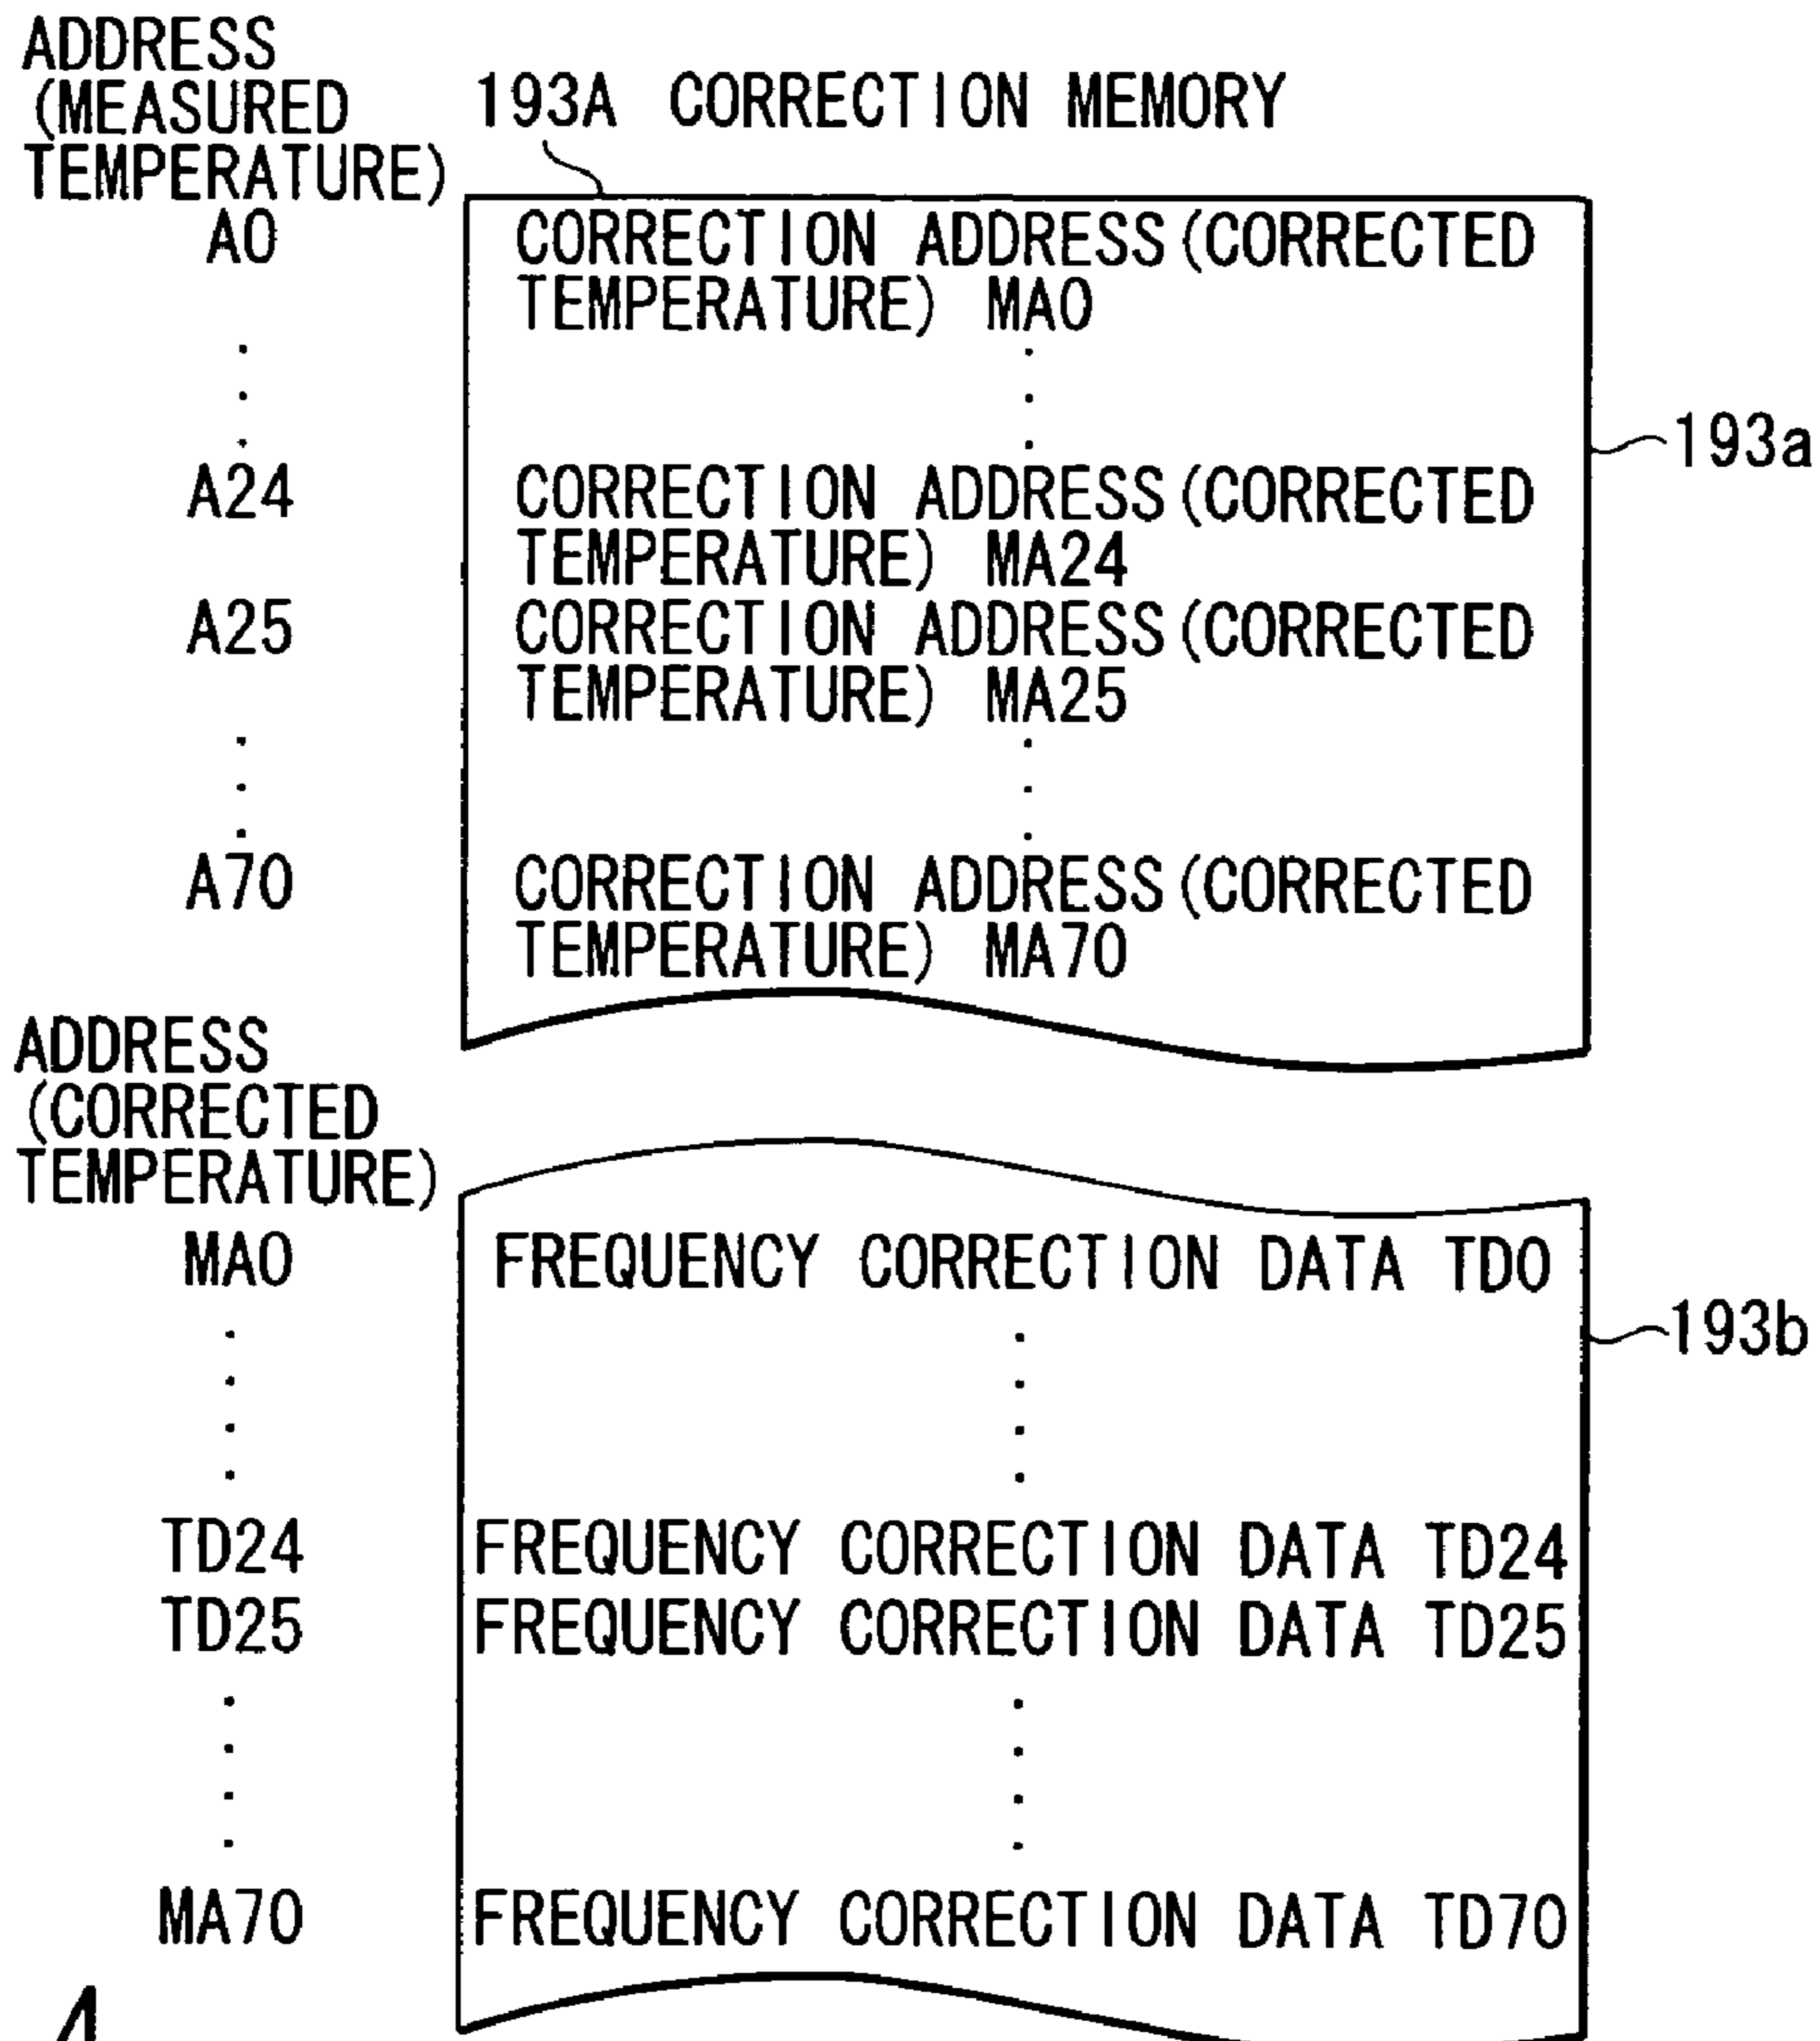 ADDRESS
(MEASURED
TEMPERATURE)
193A CORRECTION MEMORY
A0 CORRECTION ADDRESS(CORRECTED
TEMPERATURE) MA0
193a
A24 CORRECTION ADDRESS(CORRECTED
TEMPERATURE) MA24
A25 CORRECTION ADDRESS(CORRECTED
TEMPERATURE) MA25
A70 CORRECTION ADDRESS(CORRECTED
TEMPERATURE) MA70
ADDRESS
(CORRECTED
TEMPERATURE)
MA0 FREQUENCY CORRECTION DATA TD0
193b
TD24 FREQUENCY CORRECTION DATA TD24
TD25 FREQUENCY CORRECTION DATA TD25
MA70 FREQUENCY CORRECTION DATA TD70